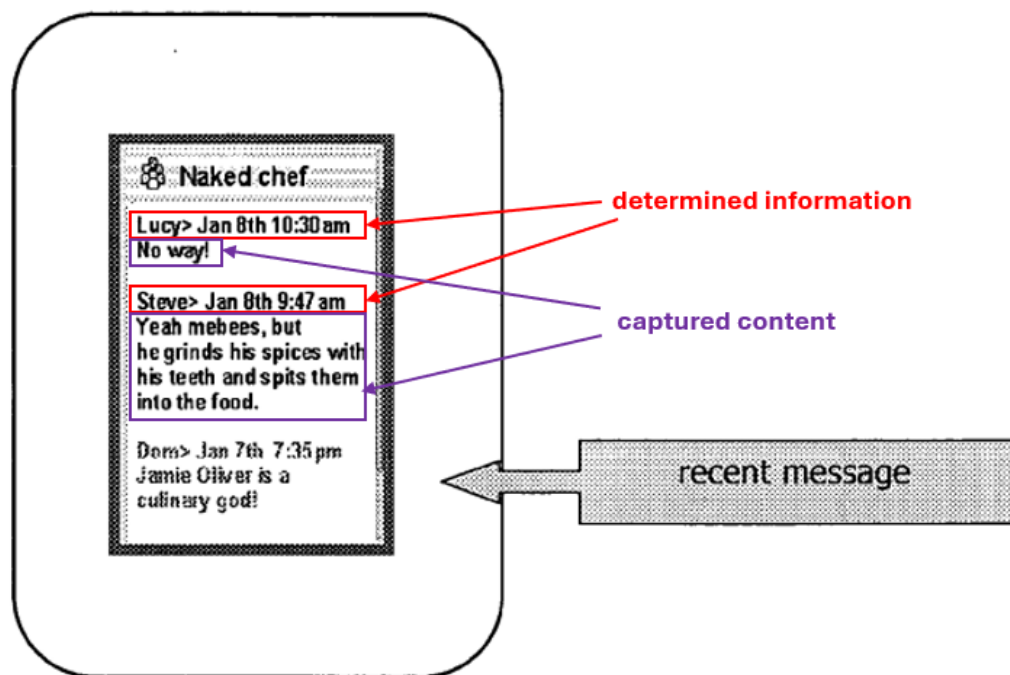 Naked chef
Lucy> Jan 8th 10:30 am
No way!
Steve> Jan 8th 9:47 am
Yeah mebees, but
he grinds his spices with
his teeth and spits them
into the food.
Dom> Jan 7th 7:35 pm
Jamie Oliver is a
culinary god!
determined information
captured content
recent message